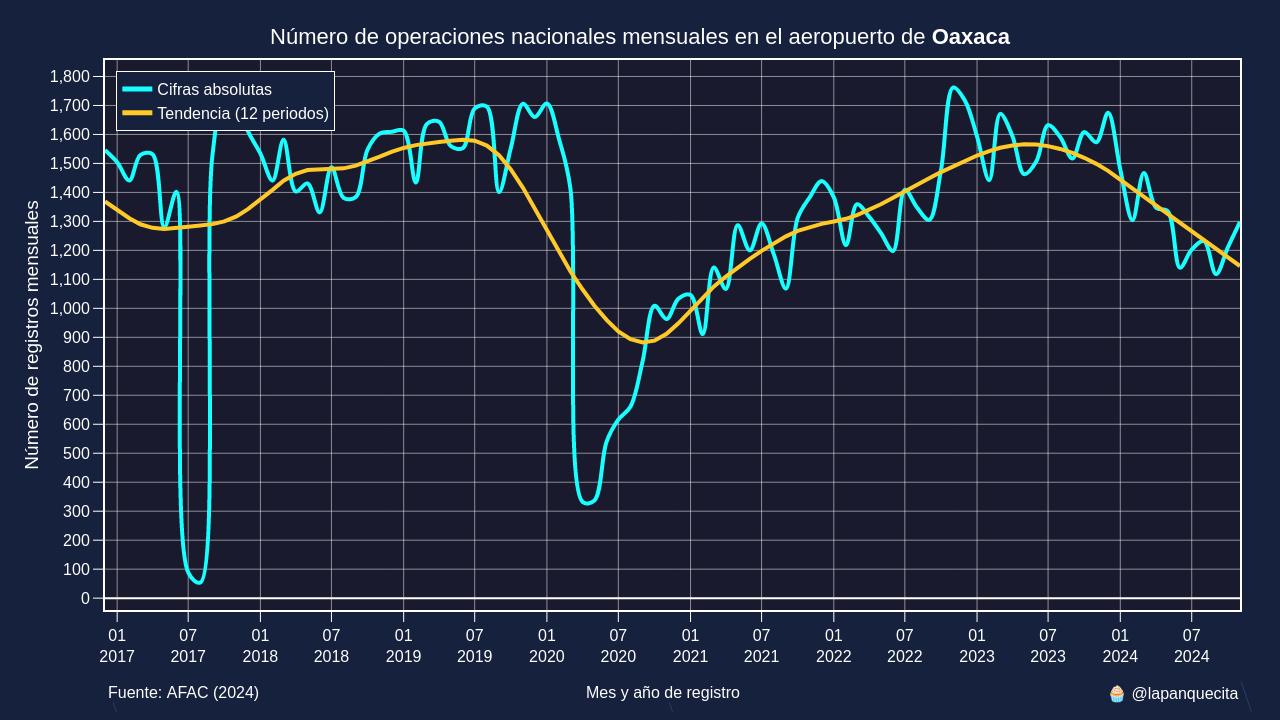 Número de operaciones nacionales mensuales en el aeropuerto de Oaxaca
Cifras absolutas
Tendencia (12 periodos)
Número de registros mensuales
1,800
1,700
1,600
1,500
1,400
1,300
1,200
1,100
1,000
900
800
700
600
500
400
300
200
100
0
01 07 01 07 01 07 01 07 01 07 01 07 01 07 01 07
2017 2017 2018 2018 2019 2019 2020 2020 2021 2021 2022 2022 2023 2023 2024 2024
Fuente: AFAC (2024) Mes y año de registro 🧁 @lapanquecita